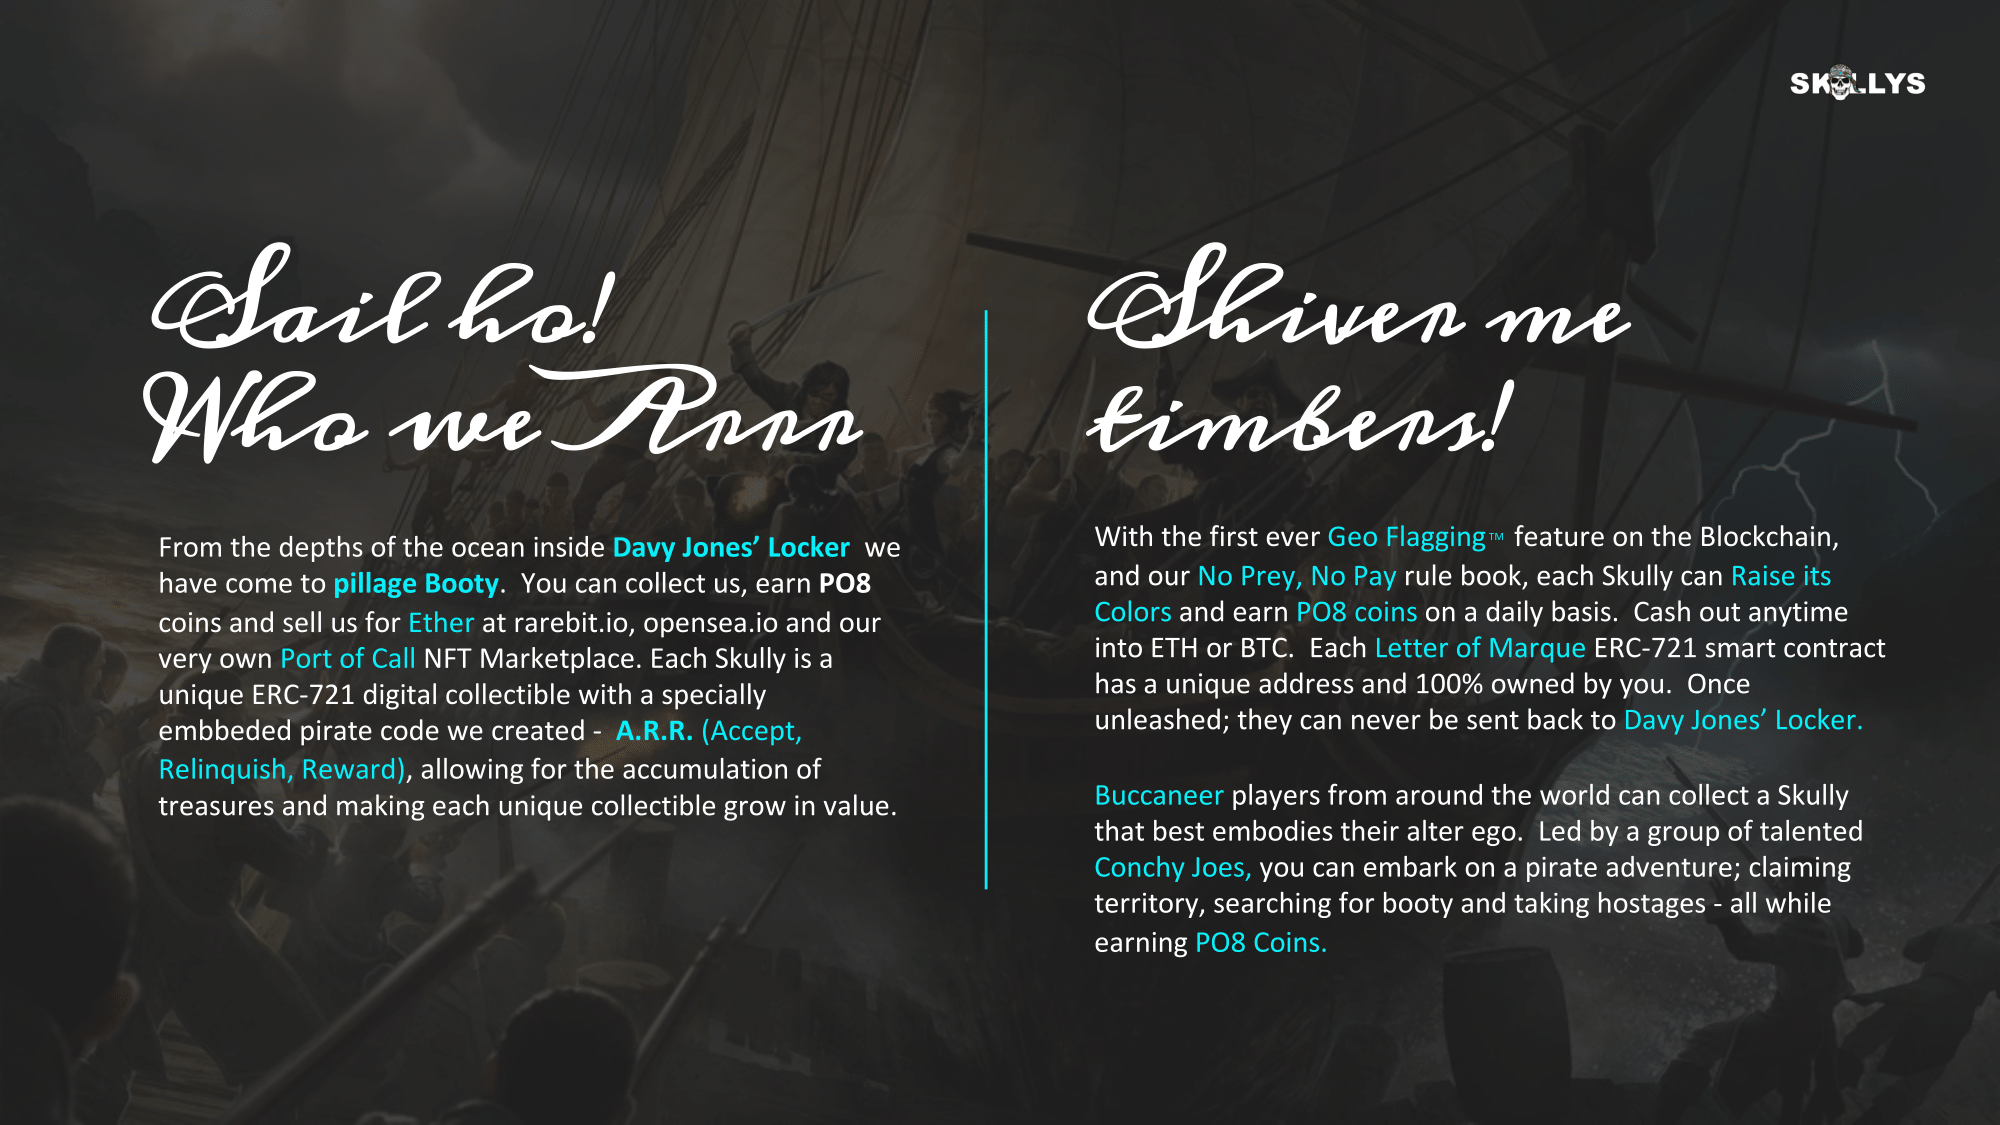 SKULLYS
Sail ho!
Who we Arrr
From the depths of the ocean inside Davy Jones’ Locker we
have come to pillage Booty. You can collect us, earn PO8
coins and sell us for Ether at rarebit.io, opensea.io and our
very own Port of Call NFT Marketplace. Each Skully is a
unique ERC-721 digital collectible with a specially
embbeded pirate code we created - A.R.R. (Accept,
Relinquish, Reward), allowing for the accumulation of
treasures and making each unique collectible grow in value.
Shiver me
timbers!
With the first ever Geo Flagging™ feature on the Blockchain,
and our No Prey, No Pay rule book, each Skully can Raise its
Colors and earn PO8 coins on a daily basis. Cash out anytime
into ETH or BTC. Each Letter of Marque ERC-721 smart contract
has a unique address and 100% owned by you. Once
unleashed; they can never be sent back to Davy Jones’ Locker.
Buccaneer players from around the world can collect a Skully
that best embodies their alter ego. Led by a group of talented
Conchy Joes, you can embark on a pirate adventure; claiming
territory, searching for booty and taking hostages - all while
earning PO8 Coins.